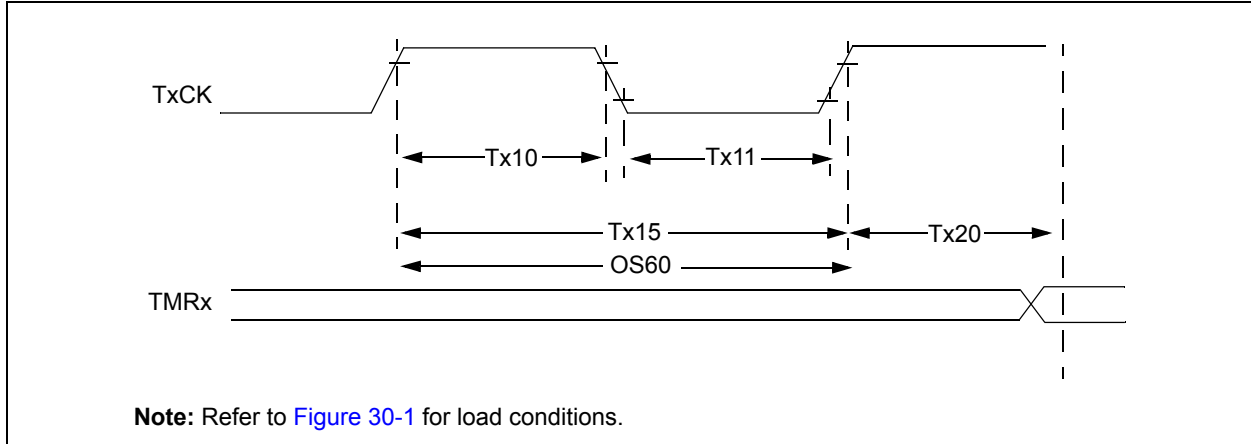 TxCK
Tx10
Tx11
Tx15
Tx20
OS60
TMRx
Note: Refer to Figure 30-1 for load conditions.